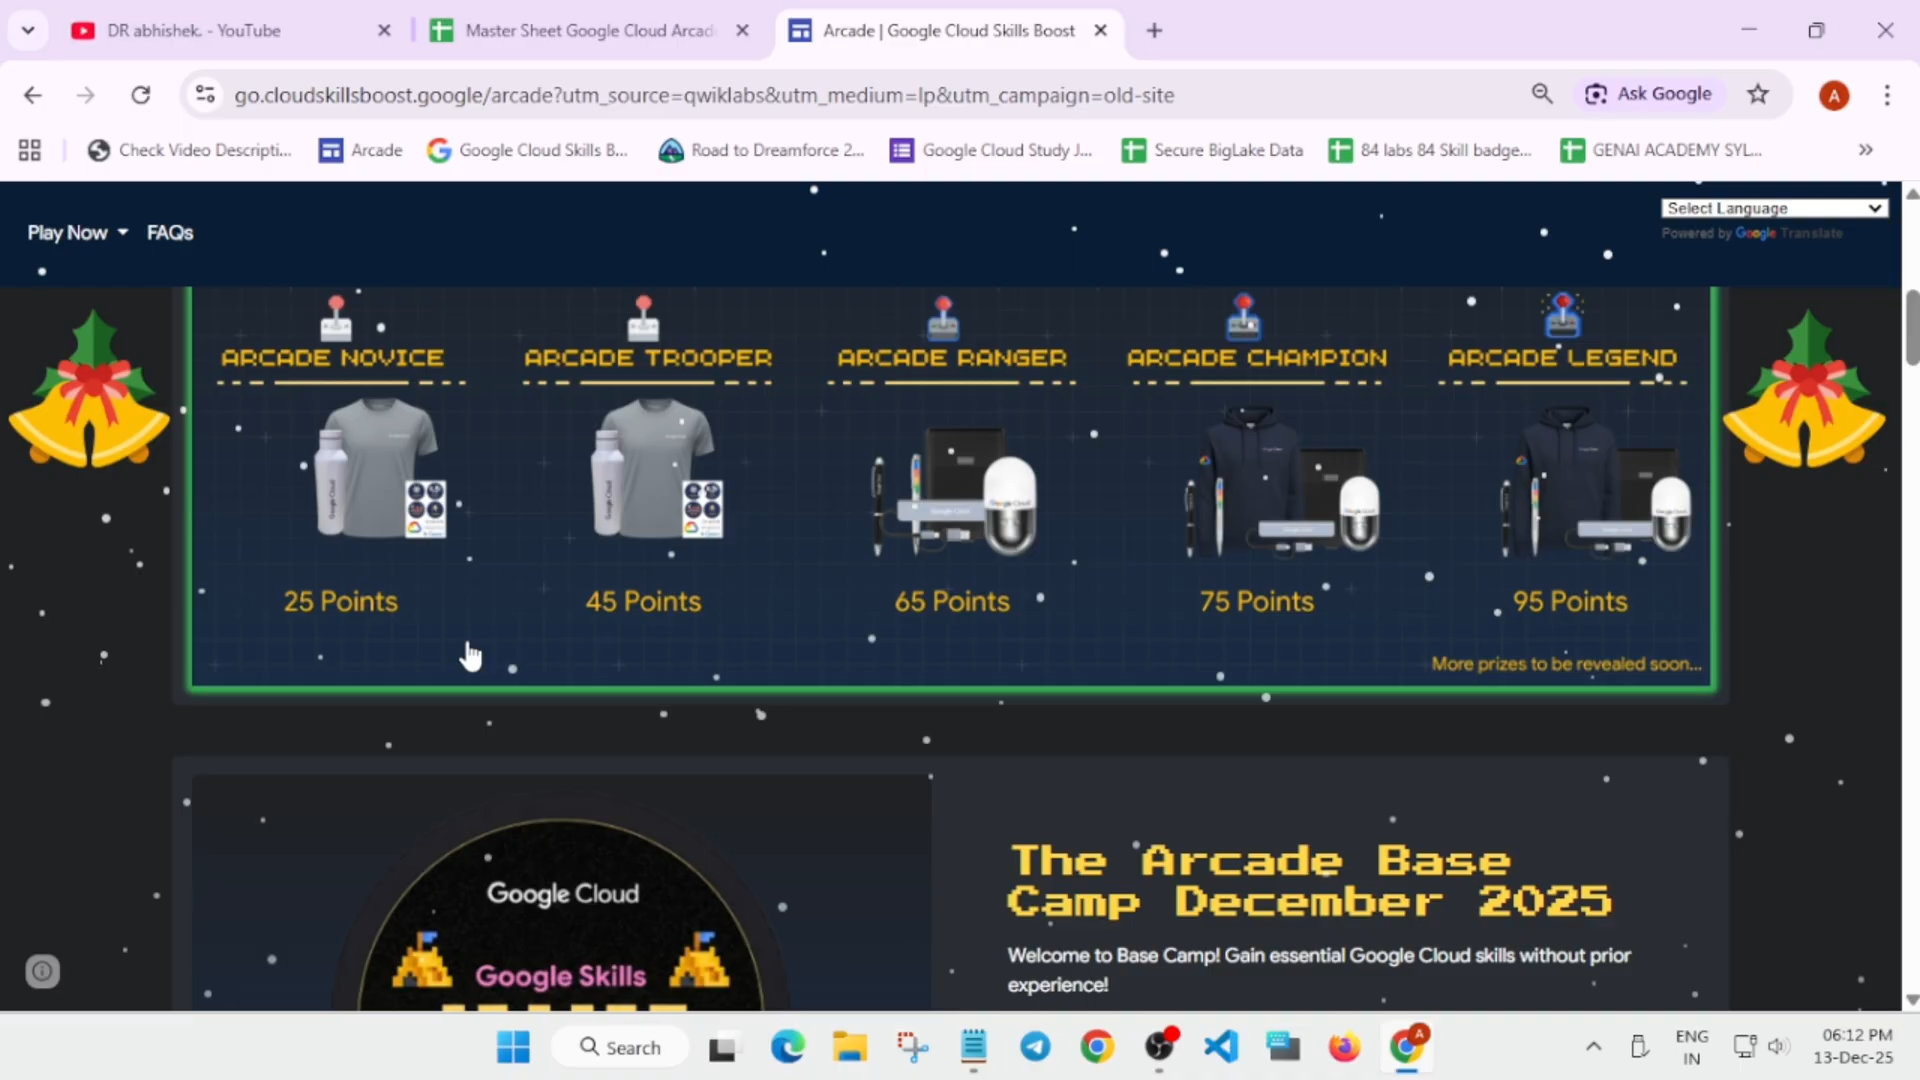 DR abhishek. - YouTube
Master Sheet Google Cloud Arcad
Arcade | Google Cloud Skills Boost
go.cloudskillsboost.google/arcade?utm_source=qwiklabs&utm_medium=lp&utm_campaign=old-site
Ask Google
A
Check Video Descripti...
Arcade
Google Cloud Skills B...
Road to Dreamforce 2...
Google Cloud Study J...
Secure BigLake Data
84 labs 84 Skill badge...
GENAI ACADEMY SYL...
Play Now
FAQs
Select Language
Powered by Google Translate
ARCADE NOVICE
ARCADE TROOPER
ARCADE RANGER
ARCADE CHAMPION
ARCADE LEGEND
25 Points
45 Points
65 Points
75 Points
95 Points
More prizes to be revealed soon...
Google Cloud
Google Skills
The Arcade Base
Camp December 2025
Welcome to Base Camp! Gain essential Google Cloud skills without prior
experience!
Search
A
ENG
IN
06:12 PM
13-Dec-25